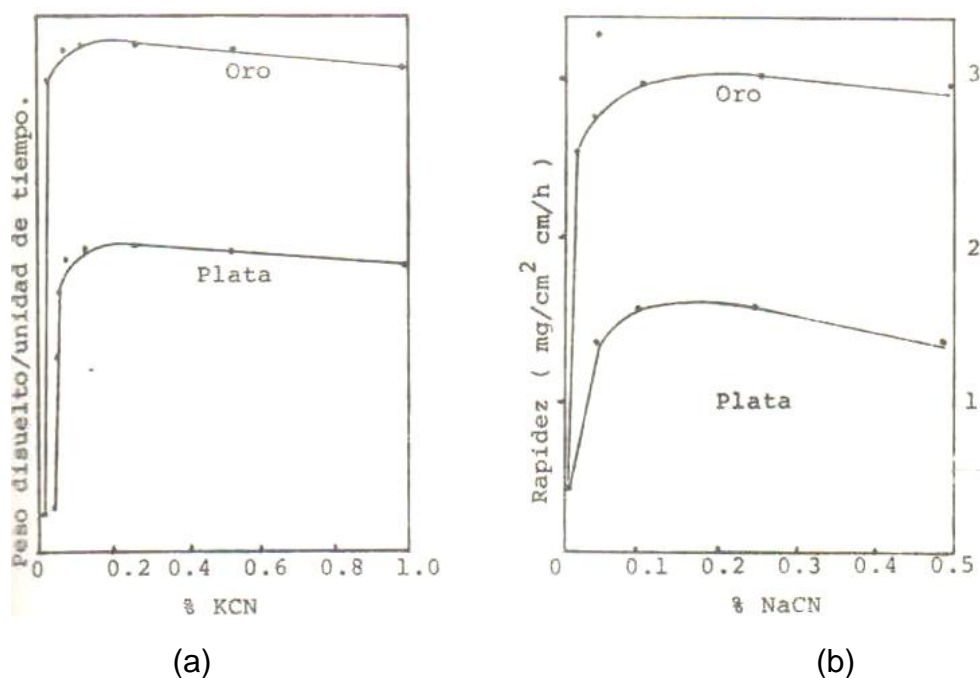 Peso disuelto/unidad de tiempo.
Oro
Plata
0 0.2 0.4 0.6 0.8 1.0
% KCN
(a)
Rapidez ( mg/cm² cm/h )
Oro
Plata
3
2
1
0 0.1 0.2 0.3 0.4 0.5
% NaCN
(b)